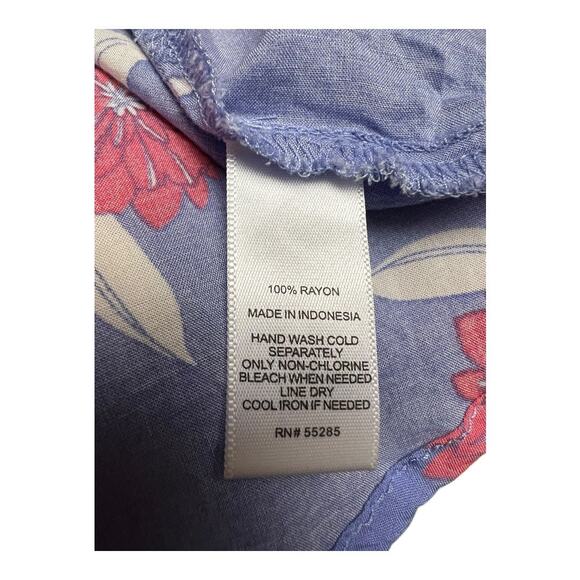 100% RAYON
MADE IN INDONESIA
HAND WASH COLD
SEPARATELY
ONLY NON-CHLORINE
BLEACH WHEN NEEDED
LINE DRY
COOL IRON IF NEEDED
RN# 55285